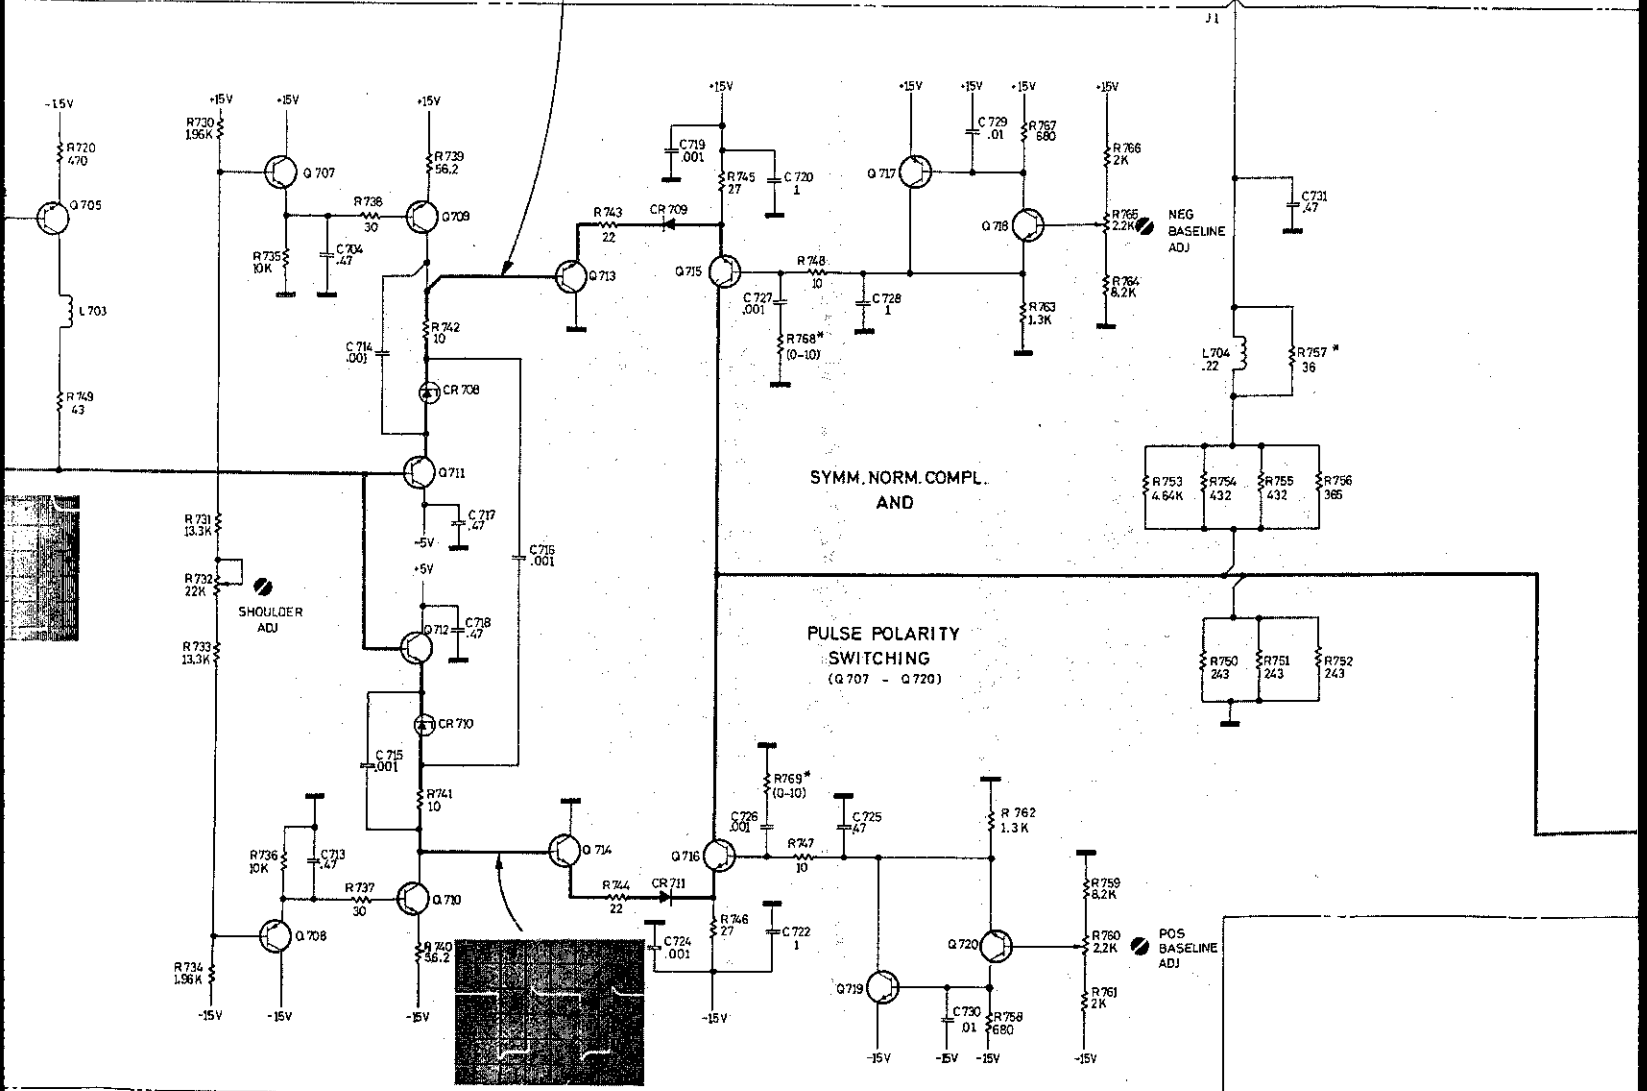 J1
-15V
R720
470
Q705
L703
R749
43
+15V
R730
1.96K
+15V
Q707
R735
10K
C704
.47
R738
30
+15V
R739
56.2
Q709
R742
10
C714
.001
CR708
Q711
C717
.47
-5V
C716
.001
+5V
Q712
C718
.47
CR710
C715
.001
R741
10
R731
13.3K
R732
22K
SHOULDER
ADJ
R733
13.3K
R736
10K
C713
.47
R737
30
Q710
Q708
R734
1.96K
-15V
-15V
R740
56.2
-15V
R743
22
CR709
Q713
+15V
C719
.001
R745
27
C720
1
Q715
R748
10
C727
.001
R768*
(0-10)
C728
1
+15V
Q717
+15V
C729
.01
+15V
R767
680
Q718
R763
1.3K
+15V
R766
2K
R765
2.2K
NEG
BASELINE
ADJ
R764
8.2K
C731
.47
L704
.22
R757*
36
R753
4.64K
R754
432
R755
432
R756
365
SYMM. NORM. COMPL.
AND
PULSE POLARITY
SWITCHING
(Q707 - Q720)
R750
243
R751
243
R752
243
Q714
R744
22
CR711
Q716
C726
.001
R769*
(0-10)
R747
10
C725
.47
R762
1.3K
R746
27
C724
.001
C722
1
-15V
R759
8.2K
R760
2.2K
POS
BASELINE
ADJ
R761
2K
-15V
Q720
Q719
-15V
C730
.01
-15V
R758
680
-15V